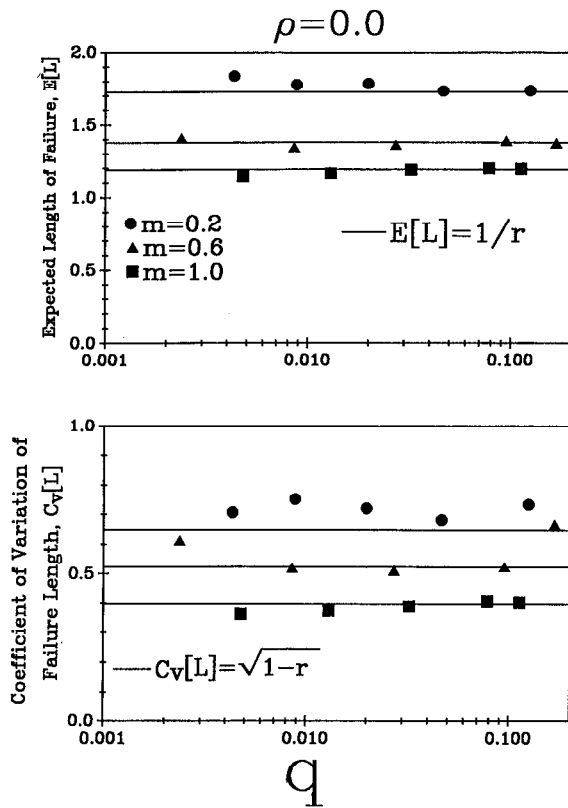 ρ=0.0
Expected Length of Failure, E[L]
2.0
1.5
1.0
0.5
0.0
m=0.2
m=0.6
m=1.0
E[L]=1/r
0.001
0.010
0.100
Coefficient of Variation of
Failure Length, Cv[L]
1.0
0.5
0.0
Cv[L]=√1-r
0.001
0.010
0.100
q